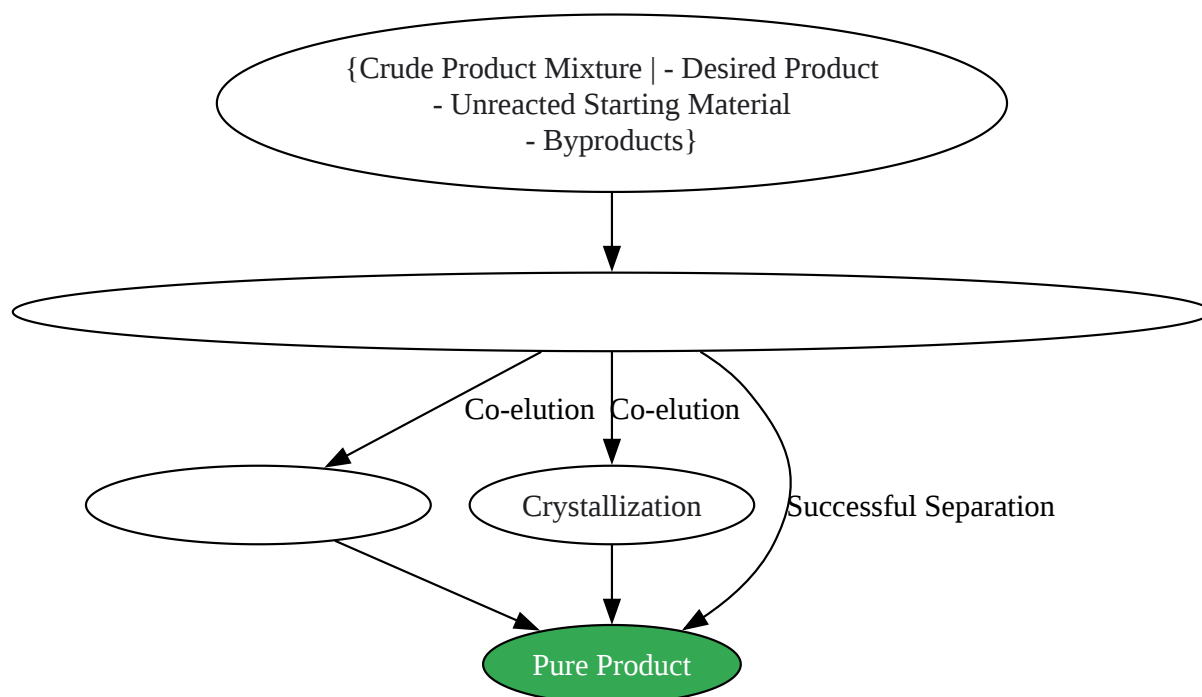 {Crude Product Mixture | - Desired Product
- Unreacted Starting Material
- Byproducts}
Co-elution
Co-elution
Crystallization
Successful Separation
Pure Product